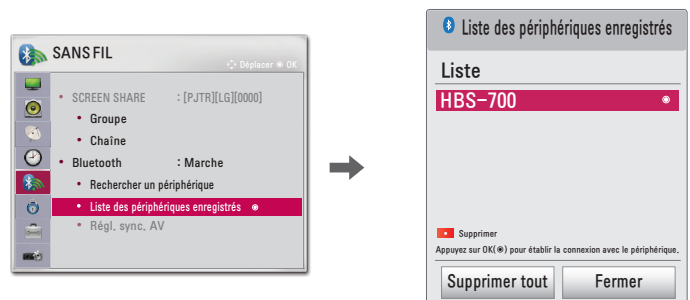 SANS FIL
Déplacer OK
• SCREEN SHARE : [PJTR][LG][0000]
• Groupe
• Chaîne
• Bluetooth : Marche
• Rechercher un périphérique
• Liste des périphériques enregistrés
• Régl. sync. AV
Liste des périphériques enregistrés
Liste
HBS-700
Supprimer
Appuyez sur OK(◉) pour établir la connexion avec le périphérique.
Supprimer tout
Fermer